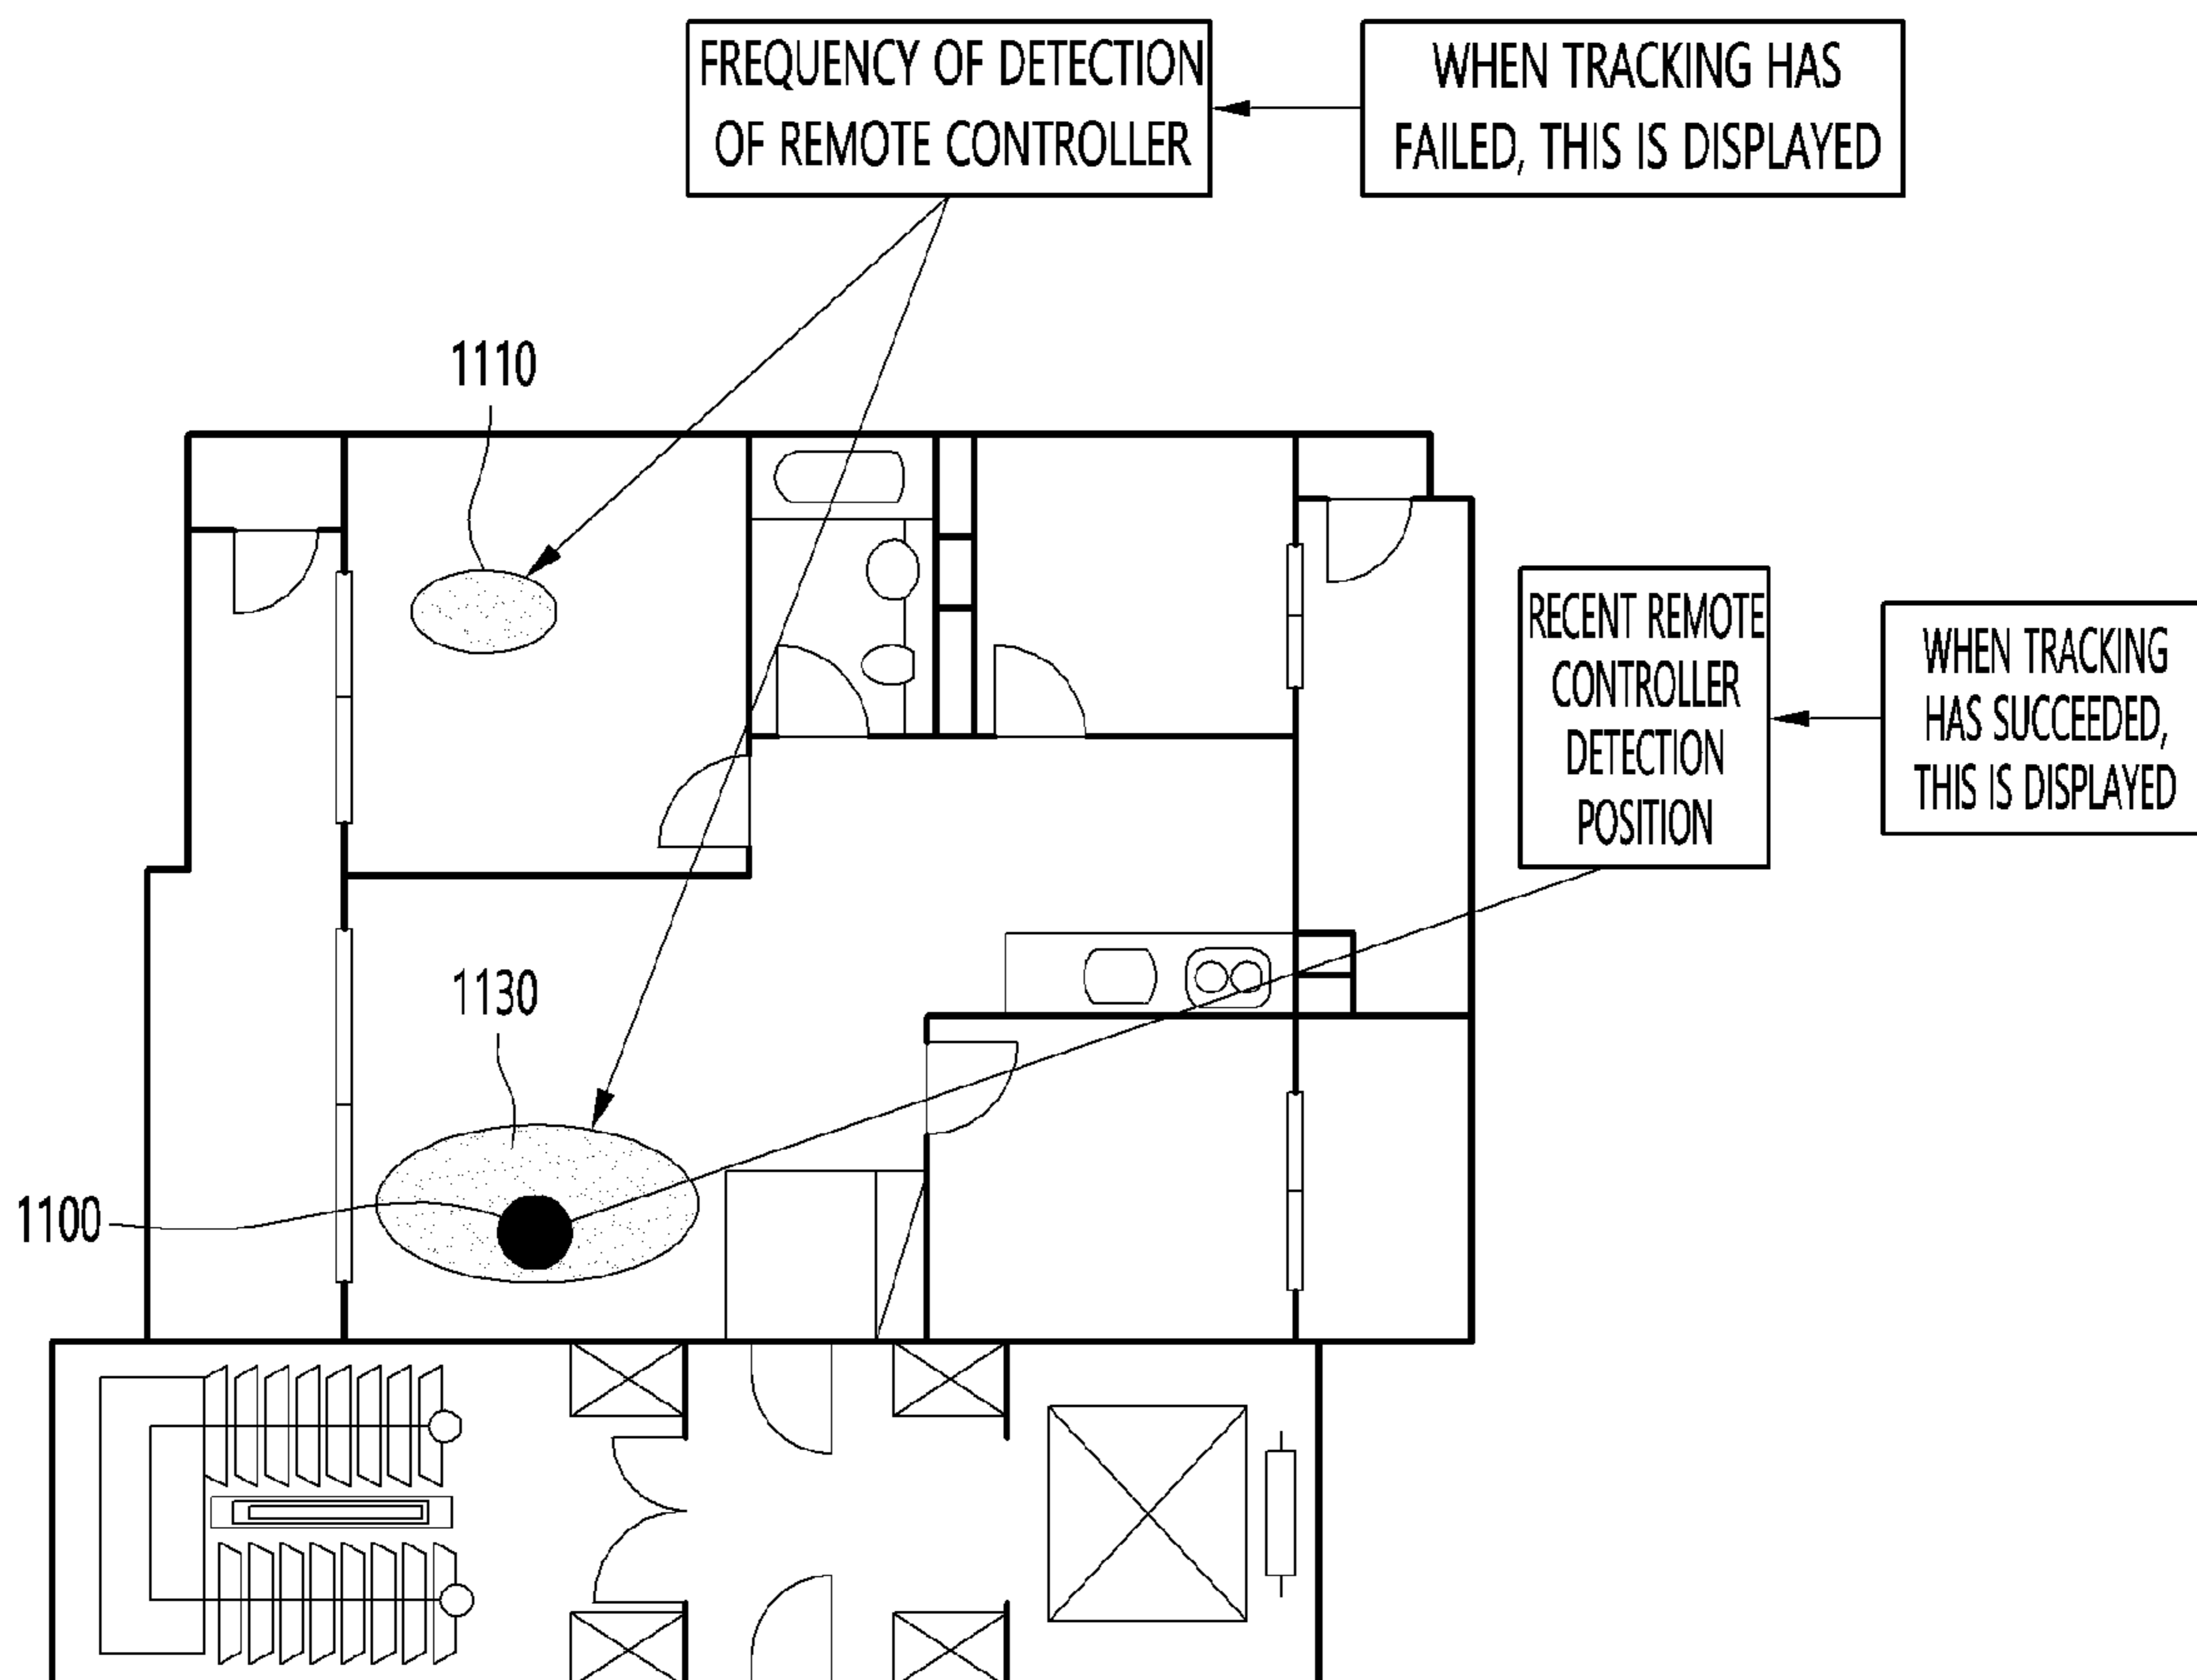 FREQUENCY OF DETECTION
OF REMOTE CONTROLLER
WHEN TRACKING HAS
FAILED, THIS IS DISPLAYED
1110
RECENT REMOTE
CONTROLLER
DETECTION
POSITION
WHEN TRACKING
HAS SUCCEEDED,
THIS IS DISPLAYED
1130
1100